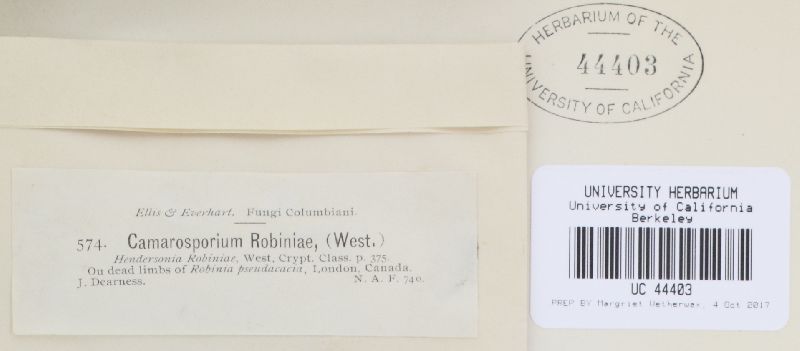 HERBARIUM OF THE
44403
UNIVERSITY OF CALIFORNIA
Ellis & Everhart. Fungi Columbiani.
574. Camarosporium Robiniae, (West.)
Hendersonia Robiniae, West, Crypt. Class. p. 375.
On dead limbs of Robinia pseudacacia, London, Canada.
J. Dearness. N. A. F. 740.
UNIVERSITY HERBARIUM
University of California
Berkeley
UC 44403
PREP BY Margriet Wetherwax, 4 Oct 2017